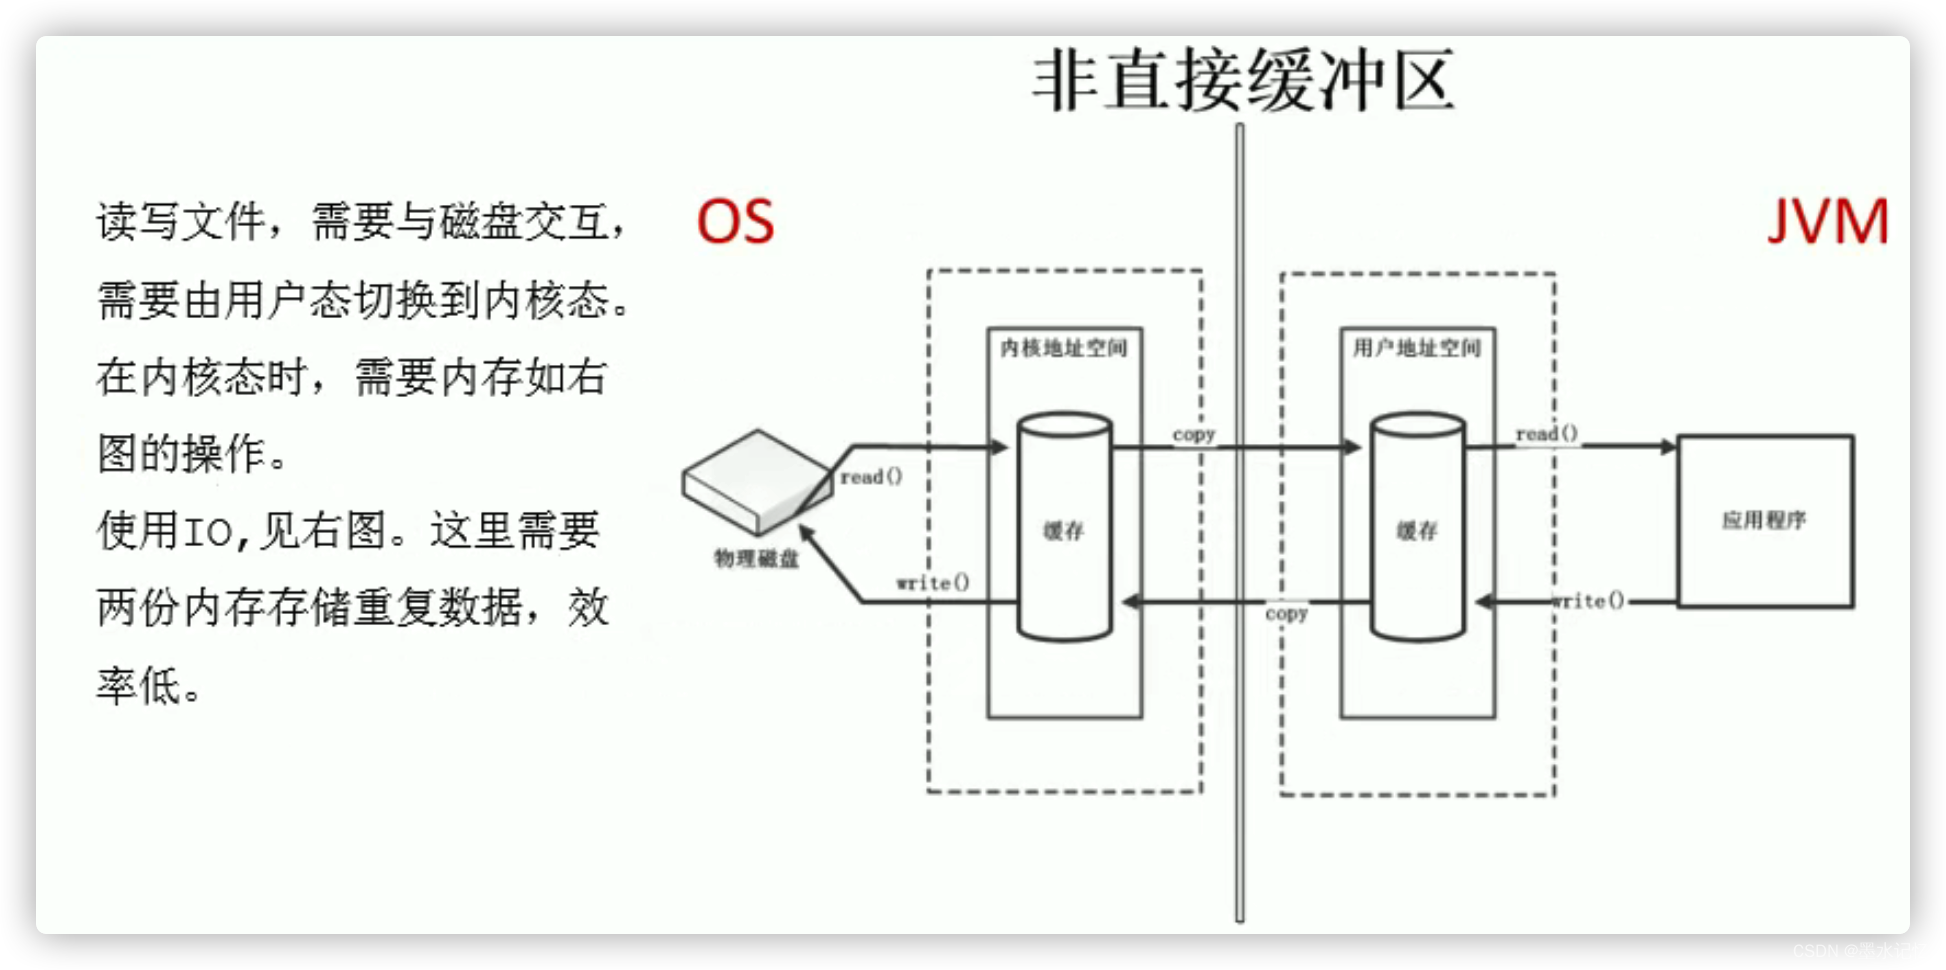 非直接缓冲区
读写文件，需要与磁盘交互，
需要由用户态切换到内核态。
在内核态时，需要内存如右
图的操作。
使用IO,见右图。这里需要
两份内存存储重复数据，效
率低。
OS
JVM
内核地址空间
用户地址空间
copy
read()
read()
缓存
缓存
应用程序
物理磁盘
write()
copy
write()